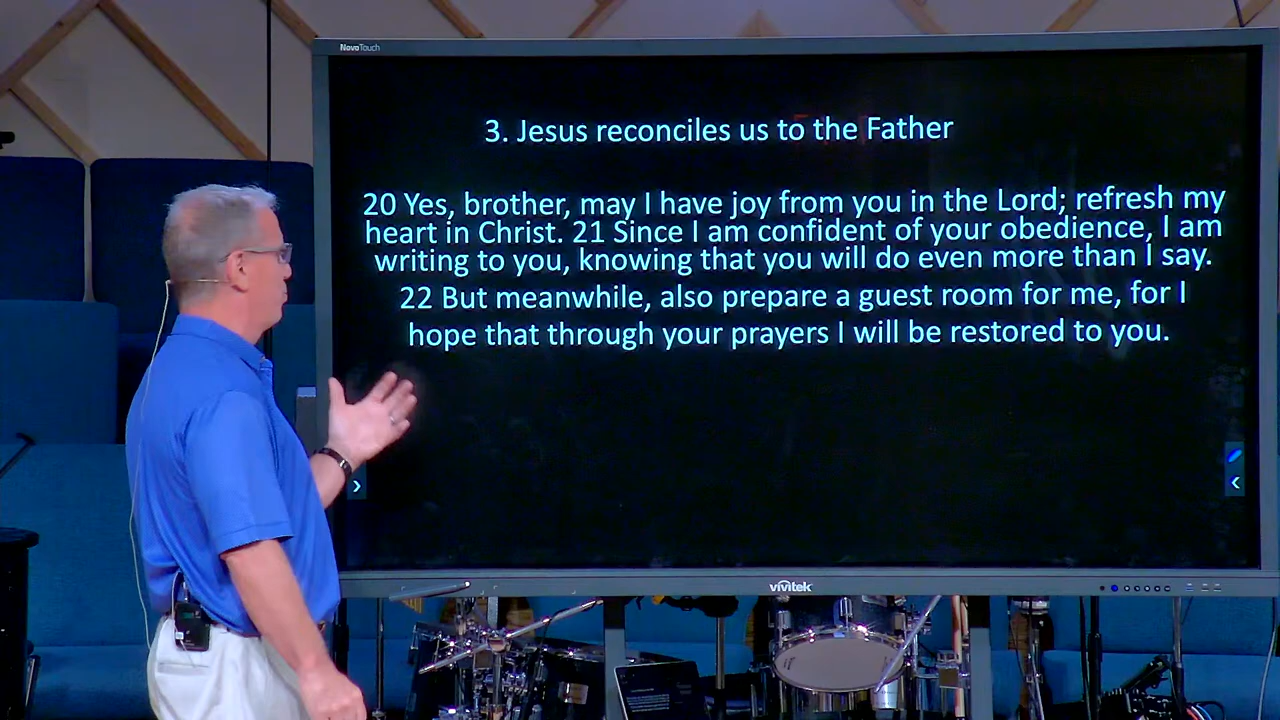 NovoTouch
3. Jesus reconciles us to the Father
20 Yes, brother, may I have joy from you in the Lord; refresh my
heart in Christ. 21 Since I am confident of your obedience, I am
writing to you, knowing that you will do even more than I say.
22 But meanwhile, also prepare a guest room for me, for I
hope that through your prayers I will be restored to you.
vivitek